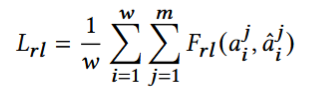 L_{rl} = \frac{1}{w} \sum_{i=1}^{w} \sum_{j=1}^{m} F_{rl}(a_i^j, \hat{a}_i^j)